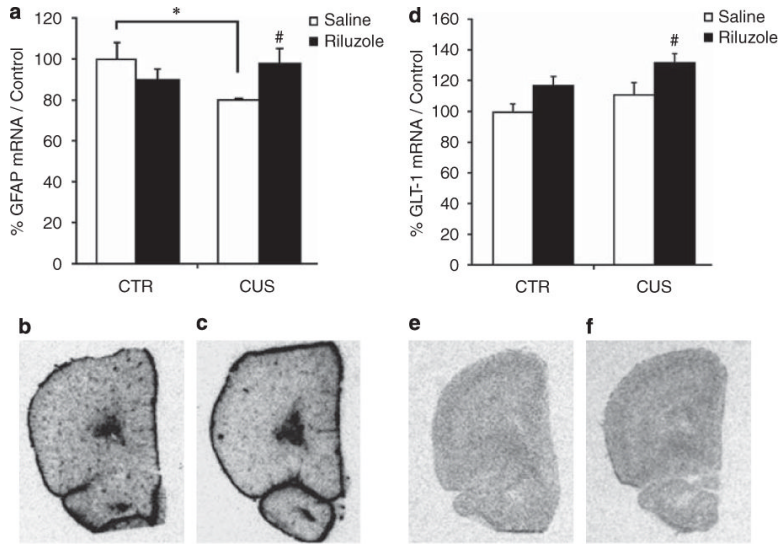 a
% GFAP mRNA / Control
120
100
80
60
40
20
0
*
#
Saline
Riluzole
CTR
CUS
d
% GLT-1 mRNA / Control
160
140
120
100
80
60
40
20
0
#
Saline
Riluzole
CTR
CUS
b
c
e
f